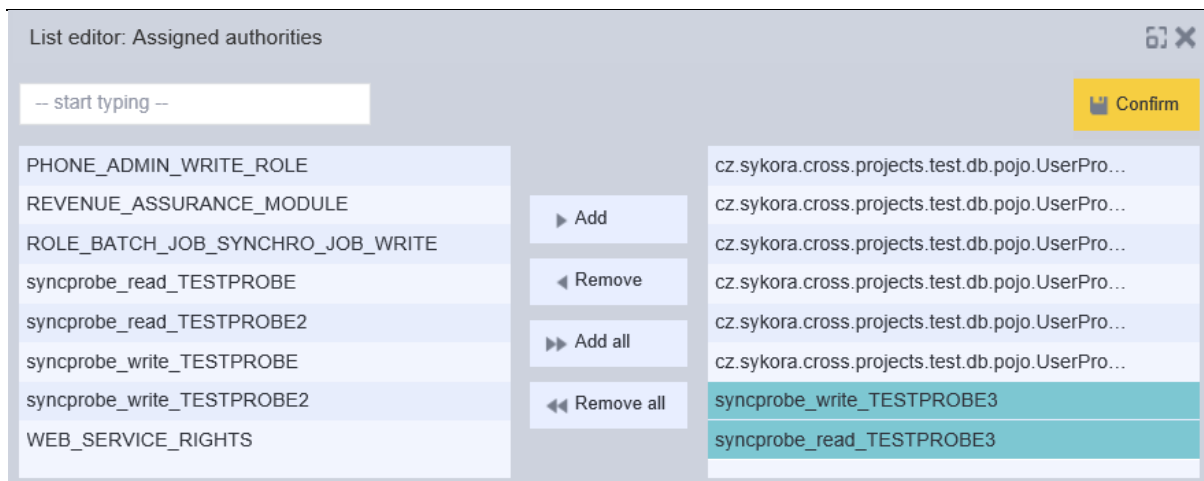 List editor: Assigned authorities
-- start typing --
Confirm
PHONE_ADMIN_WRITE_ROLE
REVENUE_ASSURANCE_MODULE
ROLE_BATCH_JOB_SYNCHRO_JOB_WRITE
syncprobe_read_TESTPROBE
syncprobe_read_TESTPROBE2
syncprobe_write_TESTPROBE
syncprobe_write_TESTPROBE2
WEB_SERVICE_RIGHTS
Add
Remove
Add all
Remove all
cz.sykora.cross.projects.test.db.pojo.UserPro...
cz.sykora.cross.projects.test.db.pojo.UserPro...
cz.sykora.cross.projects.test.db.pojo.UserPro...
cz.sykora.cross.projects.test.db.pojo.UserPro...
cz.sykora.cross.projects.test.db.pojo.UserPro...
cz.sykora.cross.projects.test.db.pojo.UserPro...
syncprobe_write_TESTPROBE3
syncprobe_read_TESTPROBE3